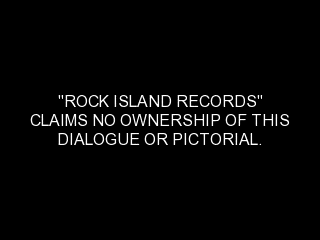 "ROCK ISLAND RECORDS"
CLAIMS NO OWNERSHIP OF THIS
DIALOGUE OR PICTORIAL.